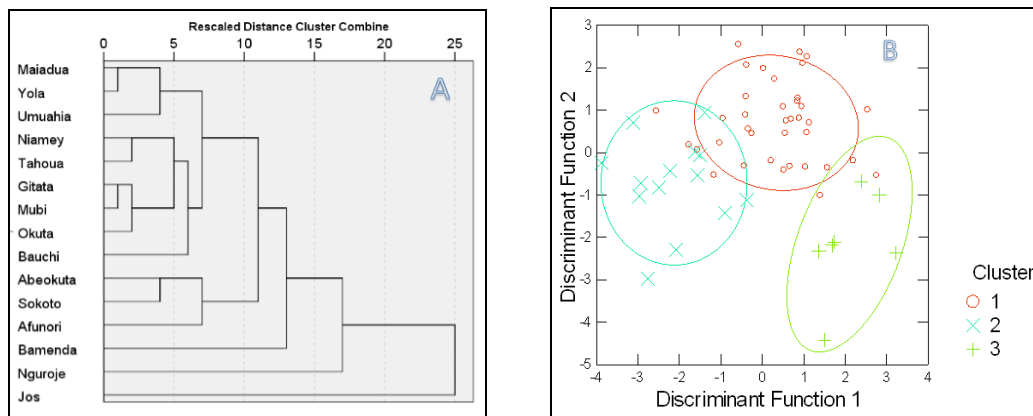 Rescaled Distance Cluster Combine
0 5 10 15 20 25
A
Maiadua
Yola
Umuahia
Niamey
Tahoua
Gitata
Mubi
Okuta
Bauchi
Abeokuta
Sokoto
Afunori
Bamenda
Nguroje
Jos
B
3
2
1
0
-1
-2
-3
-4
-5
Discriminant Function 2
-4 -3 -2 -1 0 1 2 3 4
Discriminant Function 1
Cluster
1
2
3